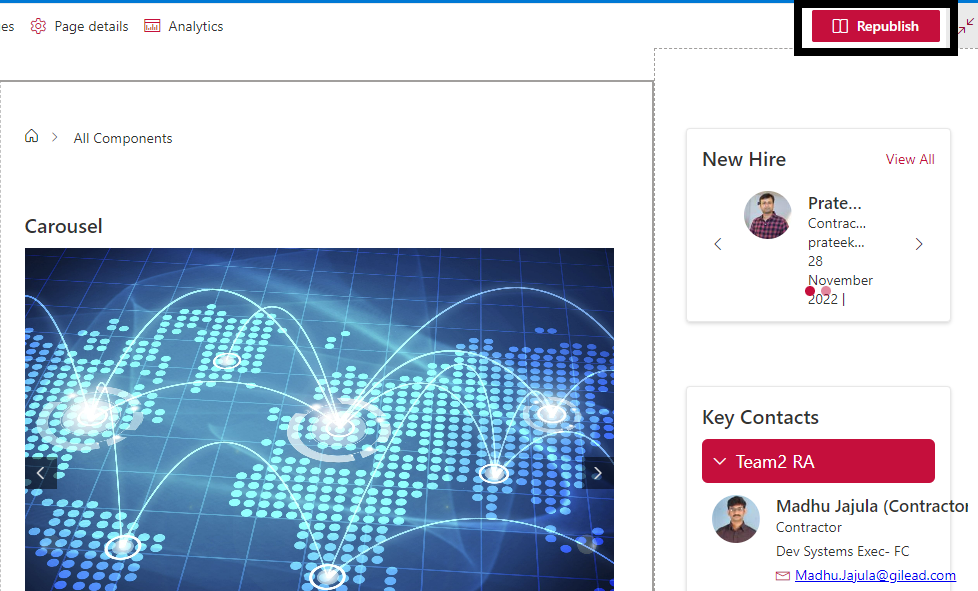 es Page details Analytics
Republish
All Components
Carousel
New Hire View All
Prate...
Contrac...
prateek...
28
November
2022 |
Key Contacts
Team2 RA
Madhu Jajula (Contractor
Contractor
Dev Systems Exec- FC
Madhu.Jajula@gilead.com